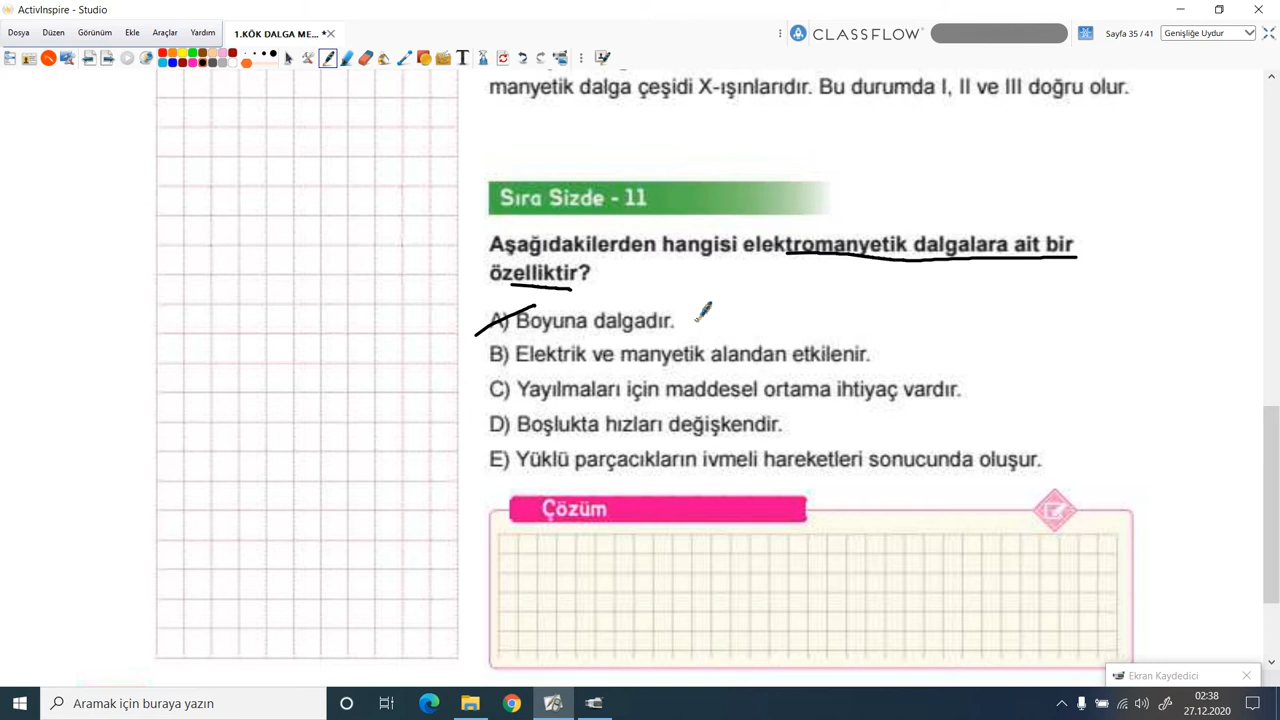 ActivInspire - Studio
Dosya Düzen Görünüm Ekle Araçlar Yardım
1.KÖK DALGA ME... *
CLASSFLOW
Sayfa 35 / 41
Genişliğe Uydur
manyetik dalga çeşidi X-ışınlarıdır. Bu durumda I, II ve III doğru olur.
Sıra Sizde - 11
Aşağıdakilerden hangisi elektromanyetik dalgalara ait bir
özelliktir?
A) Boyuna dalgadır.
B) Elektrik ve manyetik alandan etkilenir.
C) Yayılmaları için maddesel ortama ihtiyaç vardır.
D) Boşlukta hızları değişkendir.
E) Yüklü parçacıkların ivmeli hareketleri sonucunda oluşur.
Çözüm
Ekran Kaydedici
Aramak için buraya yazın
02:38
27.12.2020